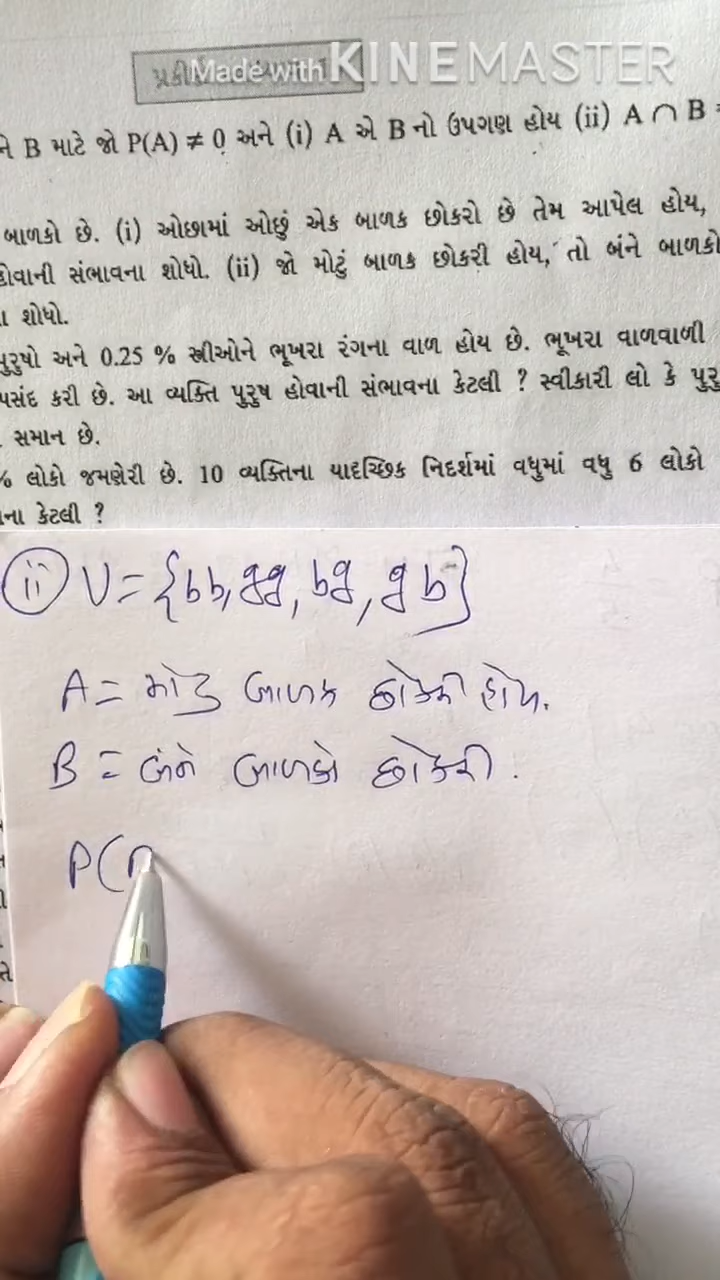 Made with KINEMASTER
ને B માટે જો P(A) ≠ 0 અને (i) A એ B નો ઉપગણ હોય (ii) A ∩ B =
બાળકો છે. (i) ઓછામાં ઓછું એક બાળક છોકરો છે તેમ આપેલ હોય,
હોવાની સંભાવના શોધો. (ii) જો મોટું બાળક છોકરી હોય, તો બંને બાળકો
શોધો.
પુરુષો અને 0.25 % સ્ત્રીઓને ભૂખરા રંગના વાળ હોય છે. ભૂખરા વાળવાળી
પસંદ કરી છે. આ વ્યક્તિ પુરુષ હોવાની સંભાવના કેટલી ? સ્વીકારી લો કે પુરુ
સમાન છે.
% લોકો જમણેરી છે. 10 વ્યક્તિના યાદચ્છિક નિદર્શમાં વધુમાં વધુ 6 લોકો
ના કેટલી ?
(ii) U = {bb, gg, bg, gb}
A = મોટુ બાળક છોકરી હોય.
B = બંને બાળકો છોકરી.
P(